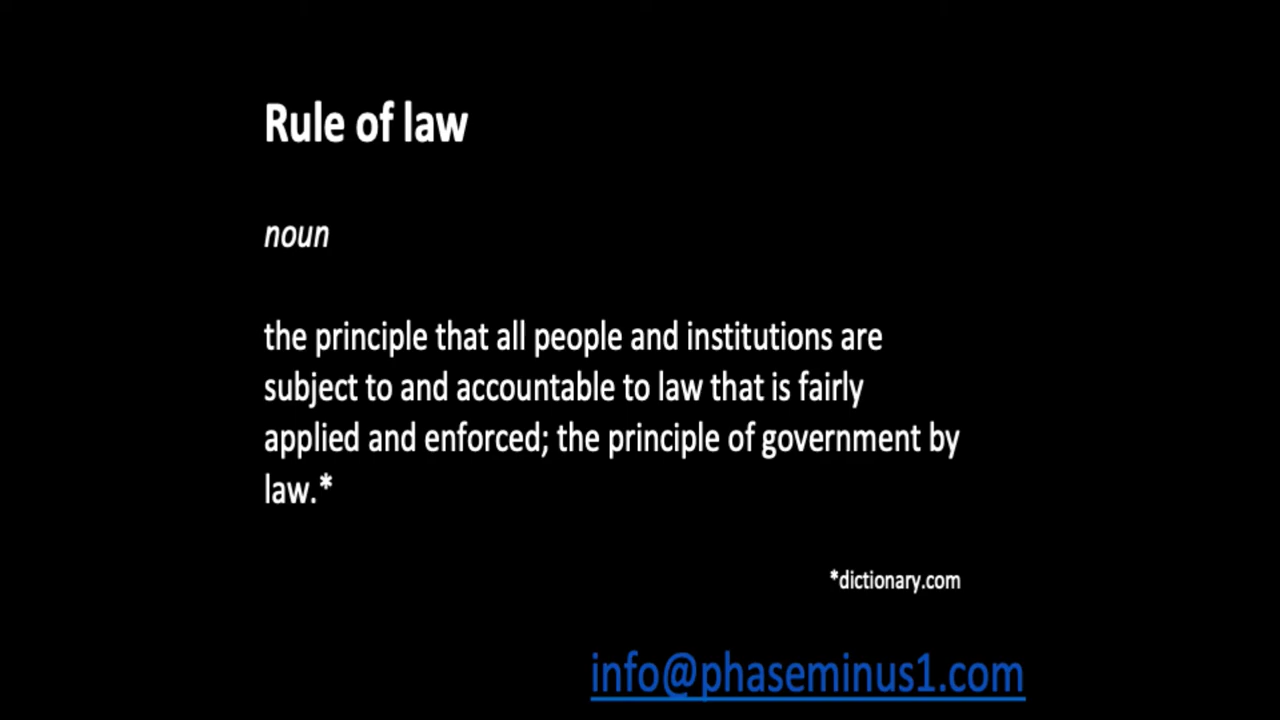 Rule of law
noun
the principle that all people and institutions are
subject to and accountable to law that is fairly
applied and enforced; the principle of government by
law.*
*dictionary.com
info@phaseminus1.com